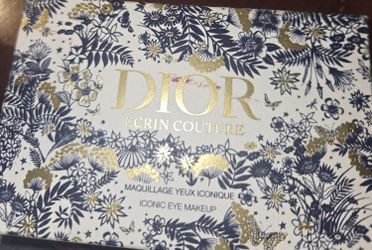 DIOR
ÉCRIN COUTURE
MAQUILLAGE YEUX ICONIQUE
ICONIC EYE MAKEUP